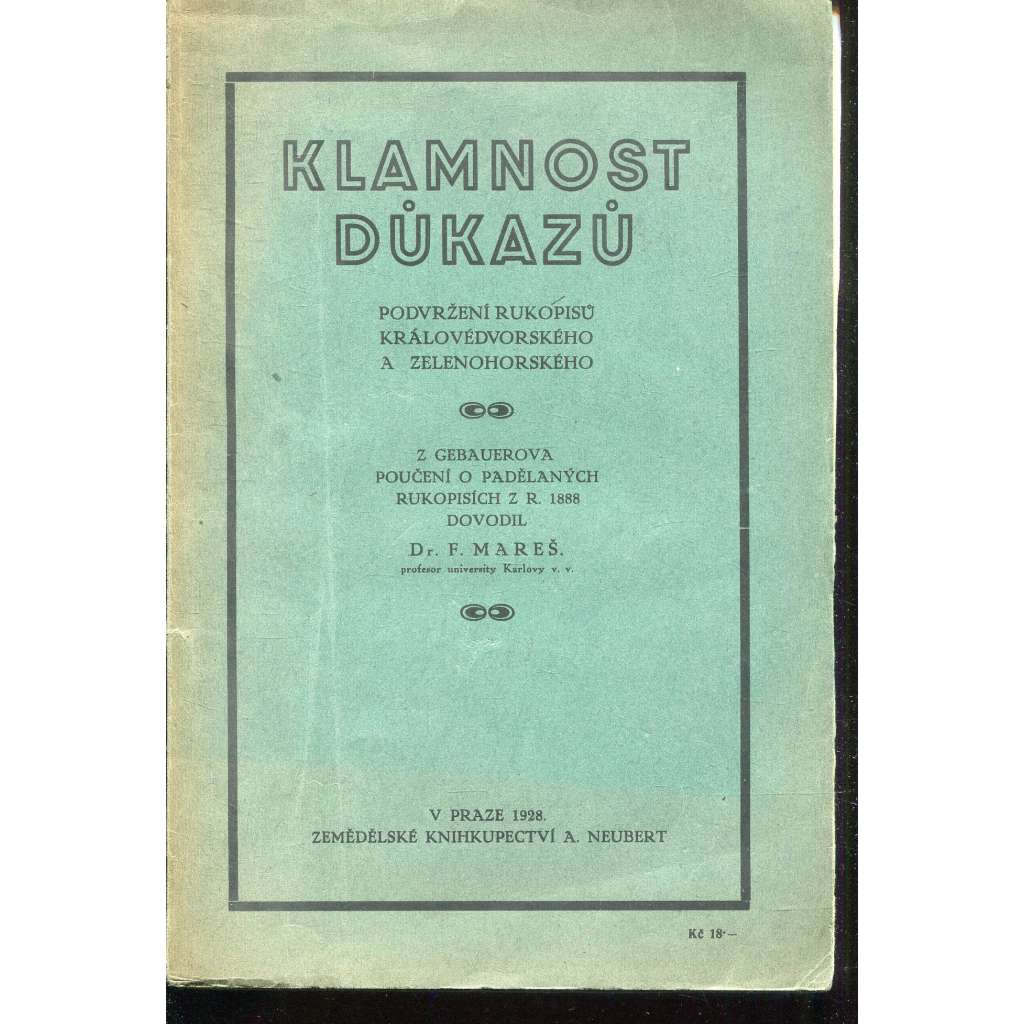 KLAMNOST
DŮKAZŮ
PODVRŽENÍ RUKOPISŮ
KRÁLOVÉDVORSKÉHO
A ZELENOHORSKÉHO
Z GEBAUEROVA
POUČENÍ O PADĚLANÝCH
RUKOPISÍCH Z R. 1888
DOVODIL
Dr. F. MAREŠ.
profesor university Karlovy v. v.
V PRAZE 1928.
ZEMĚDĚLSKÉ KNIHKUPECTVÍ A. NEUBERT
Kč 18·—